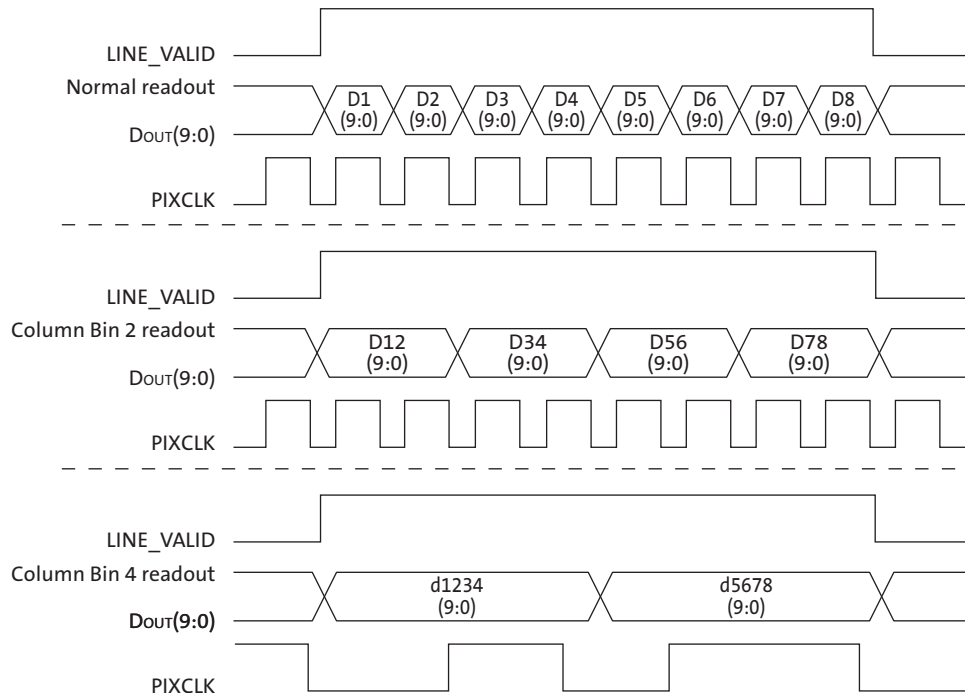 LINE_VALID
Normal readout
D1 D2 D3 D4 D5 D6 D7 D8
(9:0) (9:0) (9:0) (9:0) (9:0) (9:0) (9:0) (9:0)
DOUT(9:0)
PIXCLK
LINE_VALID
Column Bin 2 readout
D12 D34 D56 D78
(9:0) (9:0) (9:0) (9:0)
DOUT(9:0)
PIXCLK
LINE_VALID
Column Bin 4 readout
d1234 d5678
(9:0) (9:0)
DOUT(9:0)
PIXCLK